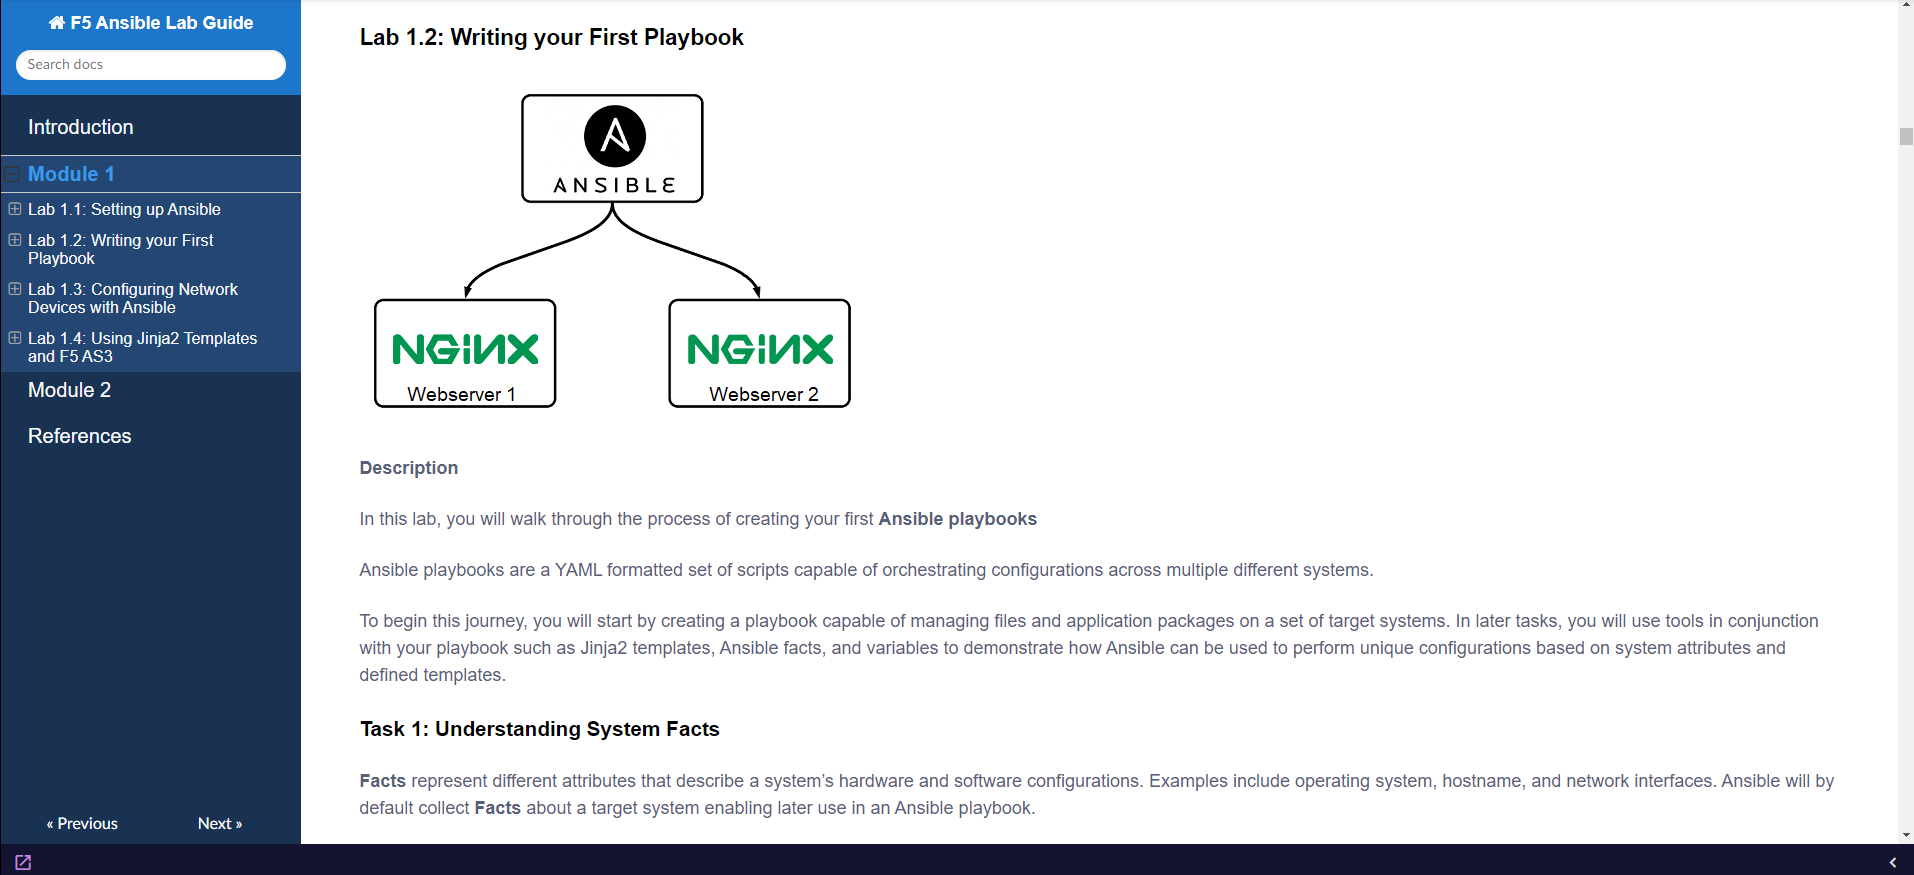 F5 Ansible Lab Guide
Search docs
Introduction
Module 1
Lab 1.1: Setting up Ansible
Lab 1.2: Writing your First
Playbook
Lab 1.3: Configuring Network
Devices with Ansible
Lab 1.4: Using Jinja2 Templates
and F5 AS3
Module 2
References
« Previous
Next »
Lab 1.2: Writing your First Playbook
A
ANSIBLE
NGINX
Webserver 1
NGINX
Webserver 2
Description
In this lab, you will walk through the process of creating your first Ansible playbooks
Ansible playbooks are a YAML formatted set of scripts capable of orchestrating configurations across multiple different systems.
To begin this journey, you will start by creating a playbook capable of managing files and application packages on a set of target systems. In later tasks, you will use tools in conjunction
with your playbook such as Jinja2 templates, Ansible facts, and variables to demonstrate how Ansible can be used to perform unique configurations based on system attributes and
defined templates.
Task 1: Understanding System Facts
Facts represent different attributes that describe a system’s hardware and software configurations. Examples include operating system, hostname, and network interfaces. Ansible will by
default collect Facts about a target system enabling later use in an Ansible playbook.